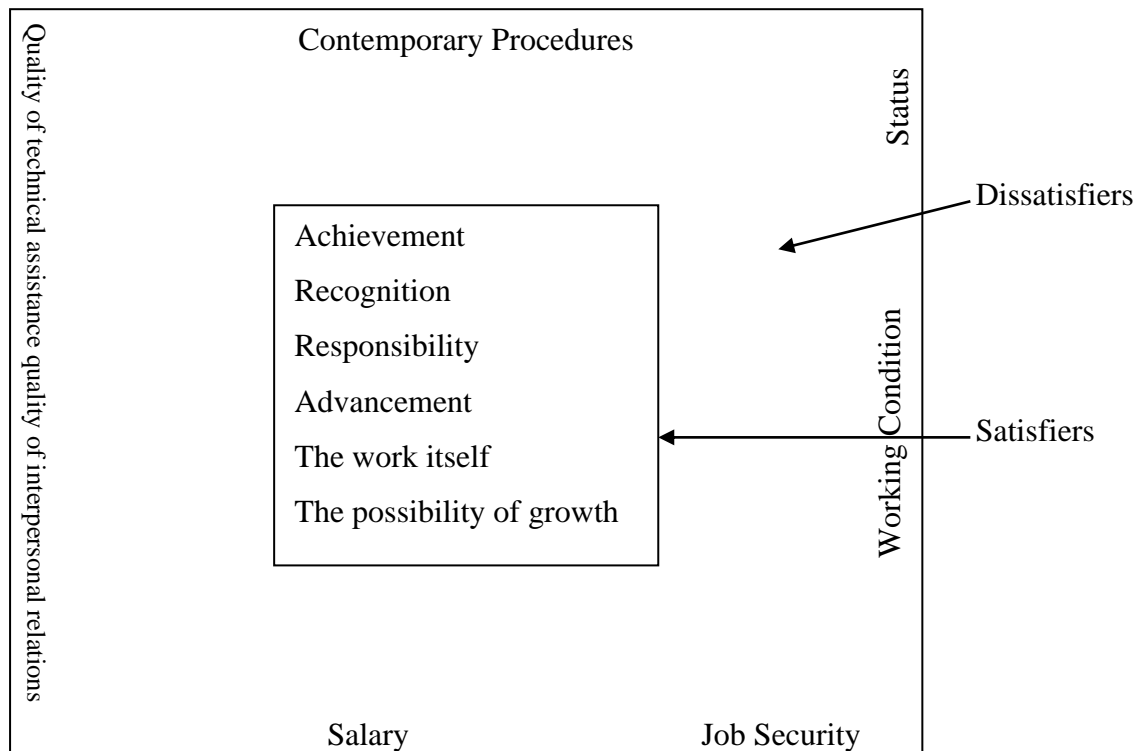 Contemporary Procedures
Quality of technical assistance quality of interpersonal relations
Status
Dissatisfiers
Achievement
Recognition
Responsibility
Advancement
The work itself
The possibility of growth
Working Condition
Satisfiers
Salary
Job Security